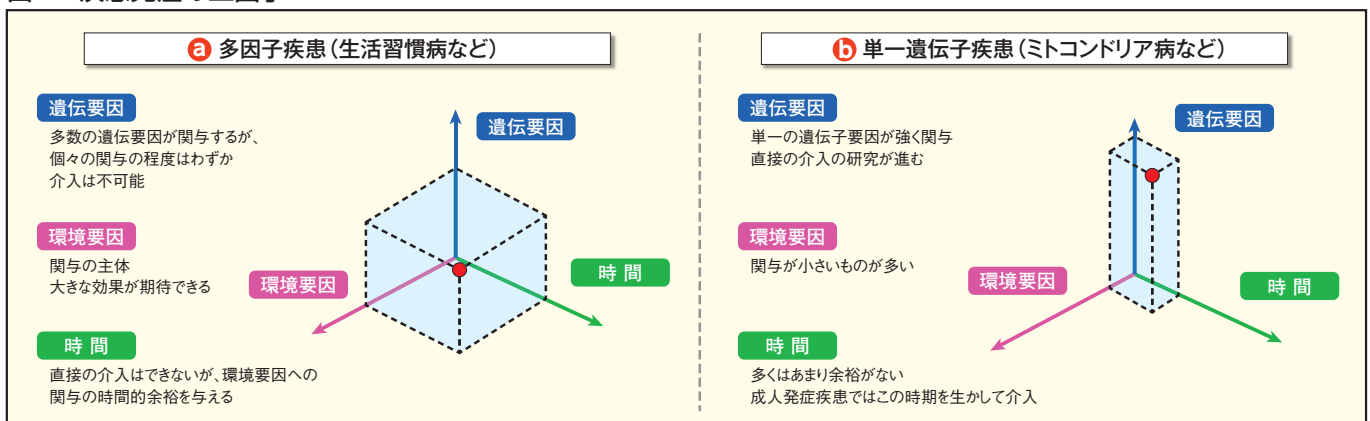 ⓐ 多因子疾患（生活習慣病など）
遺伝要因
多数の遺伝要因が関与するが、
個々の関与の程度はわずか
介入は不可能
環境要因
関与の主体
大きな効果が期待できる
時 間
直接の介入はできないが、環境要因への
関与の時間的余裕を与える
遺伝要因
環境要因
時 間
ⓑ 単一遺伝子疾患（ミトコンドリア病など）
遺伝要因
単一の遺伝子要因が強く関与
直接の介入の研究が進む
環境要因
関与が小さいものが多い
時 間
多くはあまり余裕がない
成人発症疾患ではこの時期を生かして介入
遺伝要因
環境要因
時 間